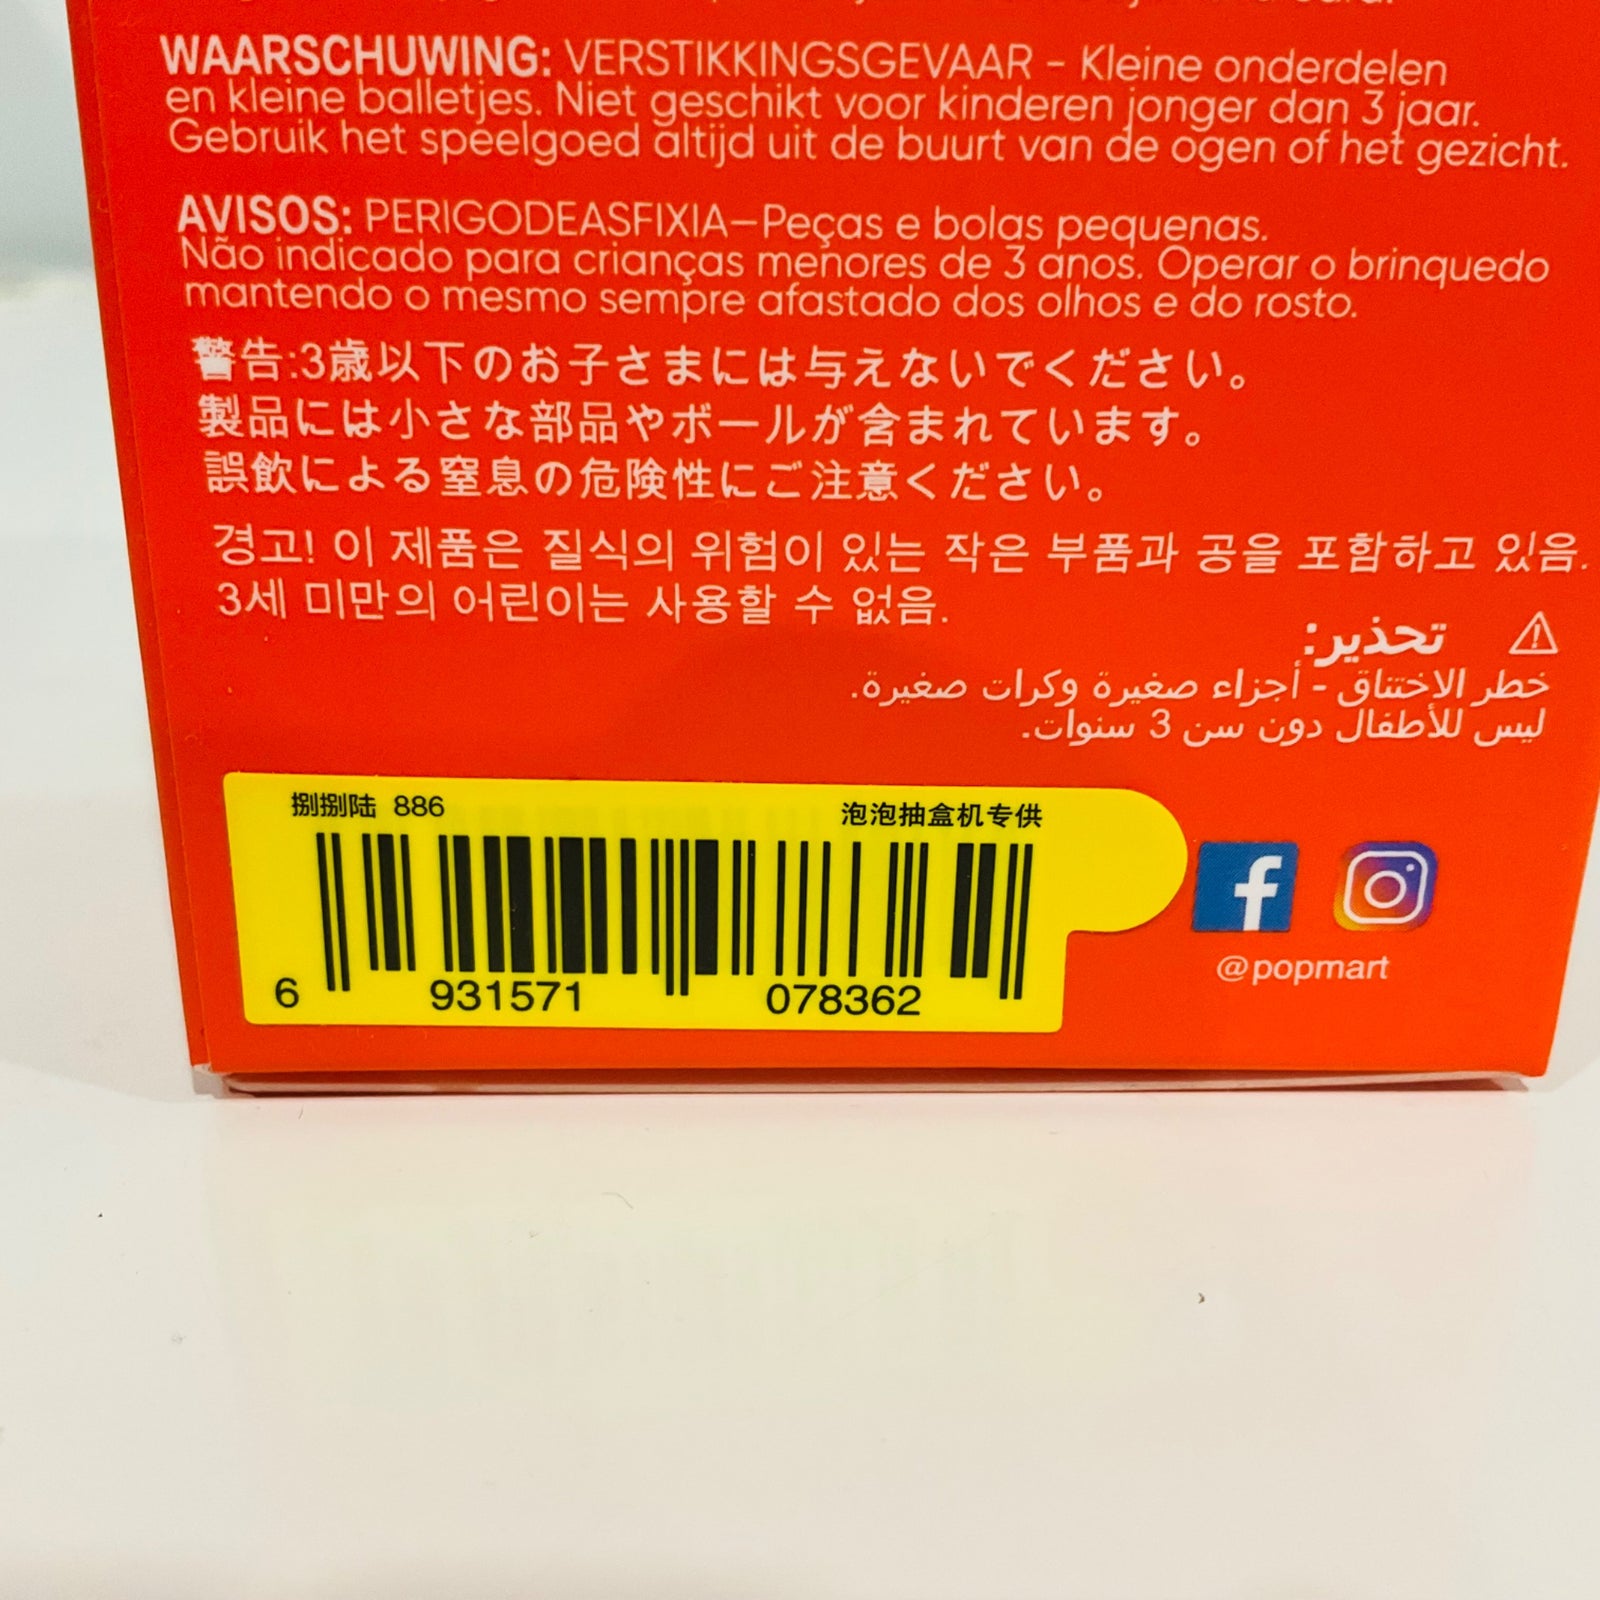 WAARSCHUWING: VERSTIKKINGSGEVAAR - Kleine onderdelen
en kleine balletjes. Niet geschikt voor kinderen jonger dan 3 jaar.
Gebruik het speelgoed altijd uit de buurt van de ogen of het gezicht.
AVISOS: PERIGODEASFIXIA—Peças e bolas pequenas.
Não indicado para crianças menores de 3 anos. Operar o brinquedo
mantendo o mesmo sempre afastado dos olhos e do rosto.
警告:3歳以下のお子さまには与えないでください。
製品には小さな部品やボールが含まれています。
誤飲による窒息の危険性にご注意ください。
경고! 이 제품은 질식의 위험이 있는 작은 부품과 공을 포함하고 있음.
3세 미만의 어린이는 사용할 수 없음.
⚠ تحذير:
خطر الاختناق - أجزاء صغيرة وكرات صغيرة.
ليس للأطفال دون سن 3 سنوات.
捌捌陆 886 泡泡抽盒机专供
6 931571 078362
@popmart